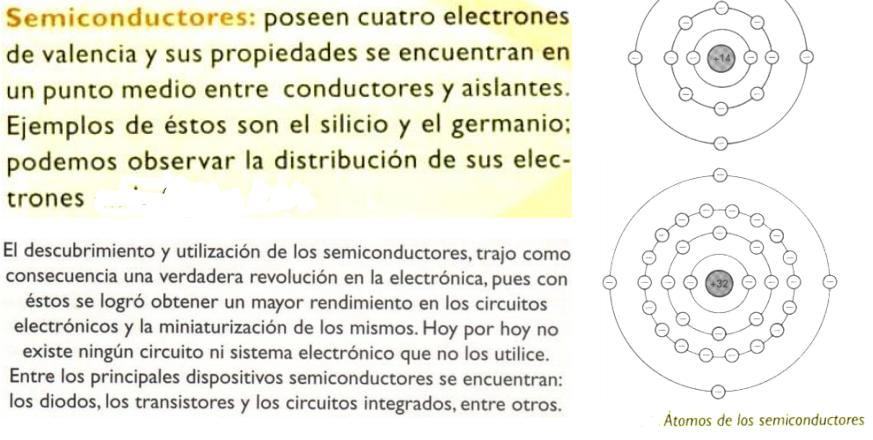 Semiconductores: poseen cuatro electrones
de valencia y sus propiedades se encuentran en
un punto medio entre conductores y aislantes.
Ejemplos de éstos son el silicio y el germanio;
podemos observar la distribución de sus elec-
trones
El descubrimiento y utilización de los semiconductores, trajo como
consecuencia una verdadera revolución en la electrónica, pues con
éstos se logró obtener un mayor rendimiento en los circuitos
electrónicos y la miniaturización de los mismos. Hoy por hoy no
existe ningún circuito ni sistema electrónico que no los utilice.
Entre los principales dispositivos semiconductores se encuentran:
los diodos, los transistores y los circuitos integrados, entre otros.
+14
+32
Átomos de los semiconductores